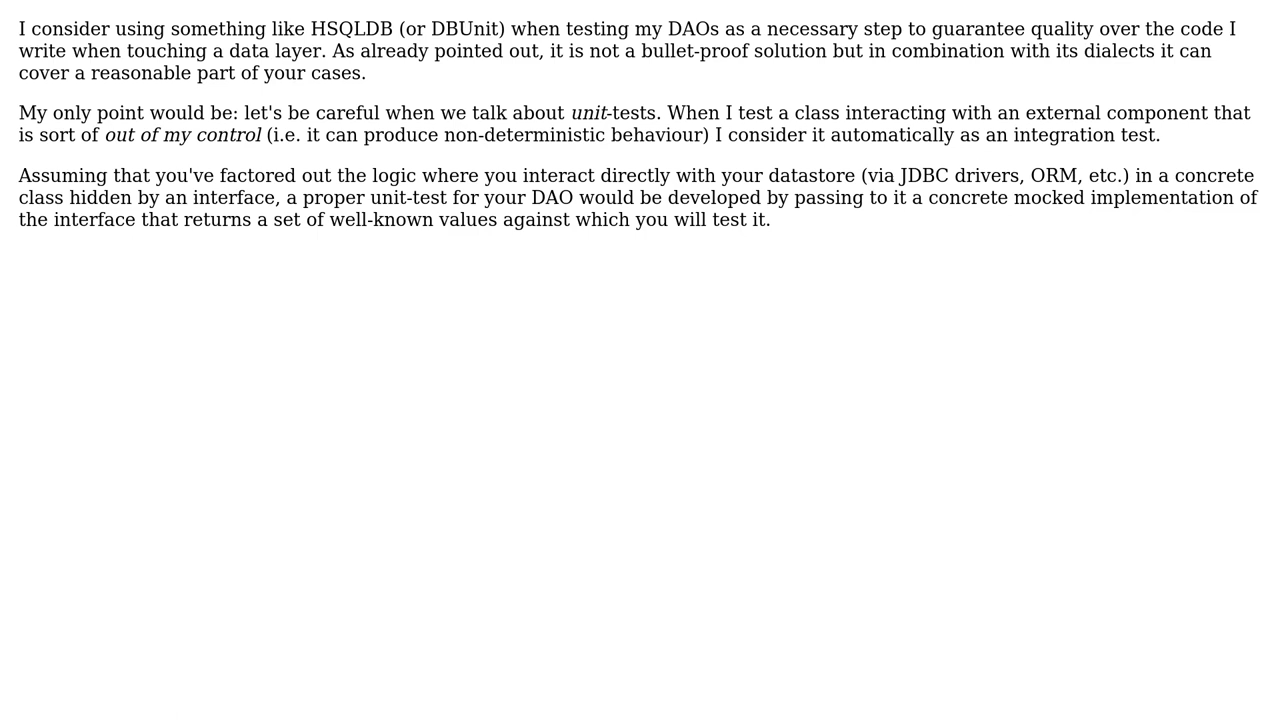 I consider using something like HSQLDB (or DBUnit) when testing my DAOs as a necessary step to guarantee quality over the code I
write when touching a data layer. As already pointed out, it is not a bullet-proof solution but in combination with its dialects it can
cover a reasonable part of your cases.
My only point would be: let's be careful when we talk about unit-tests. When I test a class interacting with an external component that
is sort of out of my control (i.e. it can produce non-deterministic behaviour) I consider it automatically as an integration test.
Assuming that you've factored out the logic where you interact directly with your datastore (via JDBC drivers, ORM, etc.) in a concrete
class hidden by an interface, a proper unit-test for your DAO would be developed by passing to it a concrete mocked implementation of
the interface that returns a set of well-known values against which you will test it.